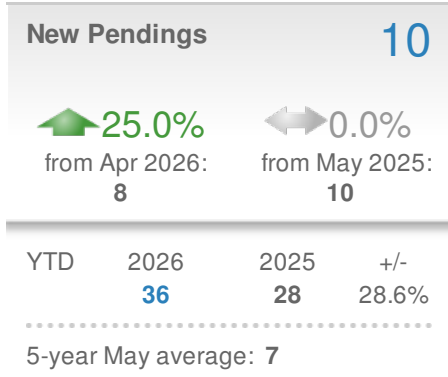 New Pendings 10
25.0% 0.0%
from Apr 2026: from May 2025:
8 10
YTD 2026 2025 +/-
36 28 28.6%
5-year May average: 7